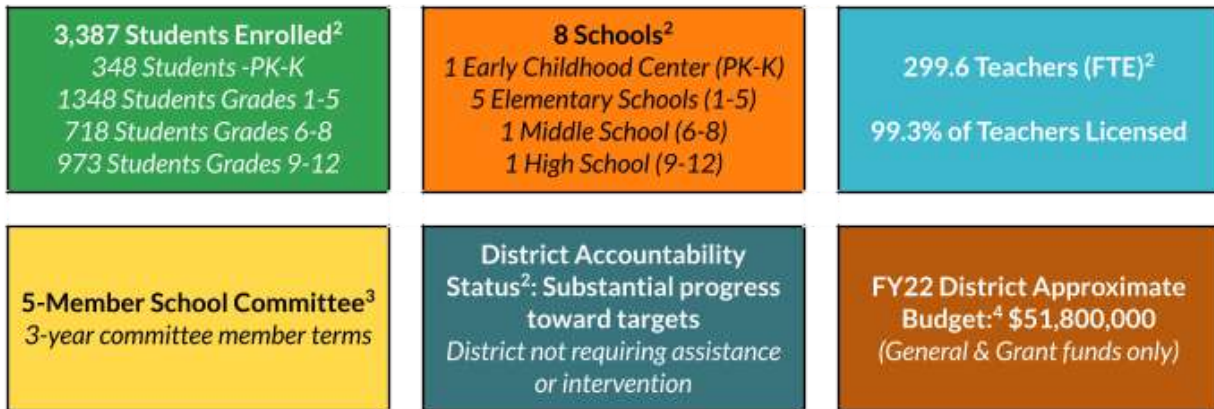 3,387 Students Enrolled²
348 Students -PK-K
1348 Students Grades 1-5
718 Students Grades 6-8
973 Students Grades 9-12
8 Schools²
1 Early Childhood Center (PK-K)
5 Elementary Schools (1-5)
1 Middle School (6-8)
1 High School (9-12)
299.6 Teachers (FTE)²
99.3% of Teachers Licensed
5-Member School Committee³
3-year committee member terms
District Accountability
Status²: Substantial progress
toward targets
District not requiring assistance
or intervention
FY22 District Approximate
Budget:⁴ $51,800,000
(General & Grant funds only)